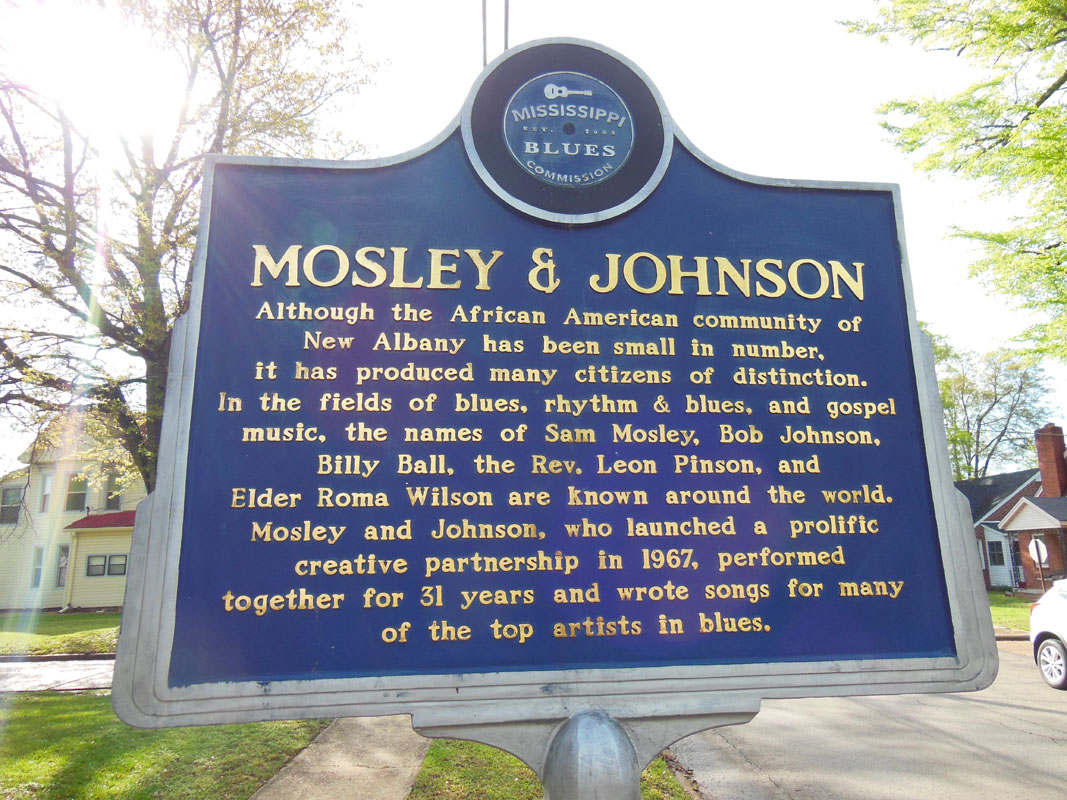 MISSISSIPPI
EST. 2005
BLUES
COMMISSION
MOSLEY & JOHNSON
Although the African American community of
New Albany has been small in number,
it has produced many citizens of distinction.
In the fields of blues, rhythm & blues, and gospel
music, the names of Sam Mosley, Bob Johnson,
Billy Ball, the Rev. Leon Pinson, and
Elder Roma Wilson are known around the world.
Mosley and Johnson, who launched a prolific
creative partnership in 1967, performed
together for 31 years and wrote songs for many
of the top artists in blues.